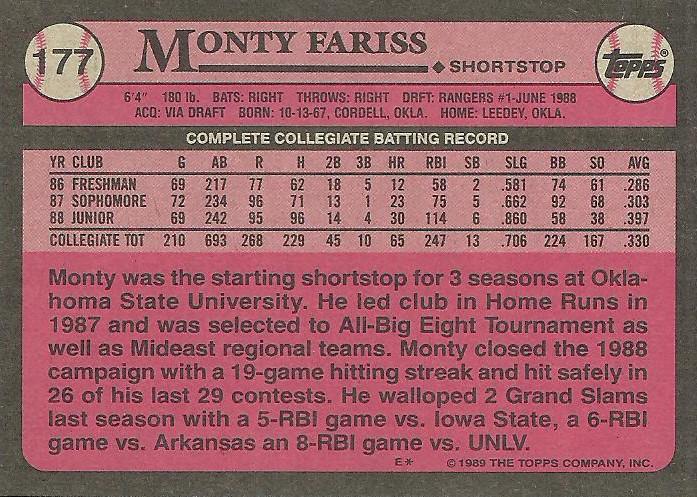 177
MONTY FARISS
◆ SHORTSTOP
TOPPS®
6'4" 180 lb. BATS: RIGHT THROWS: RIGHT DRFT: RANGERS #1-JUNE 1988
ACQ: VIA DRAFT BORN: 10-13-67, CORDELL, OKLA. HOME: LEEDEY, OKLA.
COMPLETE COLLEGIATE BATTING RECORD
YR CLUB G AB R H 2B 3B HR RBI SB SLG BB SO AVG
86 FRESHMAN 69 217 77 62 18 5 12 58 2 .581 74 61 .286
87 SOPHOMORE 72 234 96 71 13 1 23 75 5 .662 92 68 .303
88 JUNIOR 69 242 95 96 14 4 30 114 6 .860 58 38 .397
COLLEGIATE TOT 210 693 268 229 45 10 65 247 13 .706 224 167 .330
Monty was the starting shortstop for 3 seasons at Okla-
homa State University. He led club in Home Runs in
1987 and was selected to All-Big Eight Tournament as
well as Mideast regional teams. Monty closed the 1988
campaign with a 19-game hitting streak and hit safely in
26 of his last 29 contests. He walloped 2 Grand Slams
last season with a 5-RBI game vs. Iowa State, a 6-RBI
game vs. Arkansas an 8-RBI game vs. UNLV.
E* ©1989 THE TOPPS COMPANY, INC.